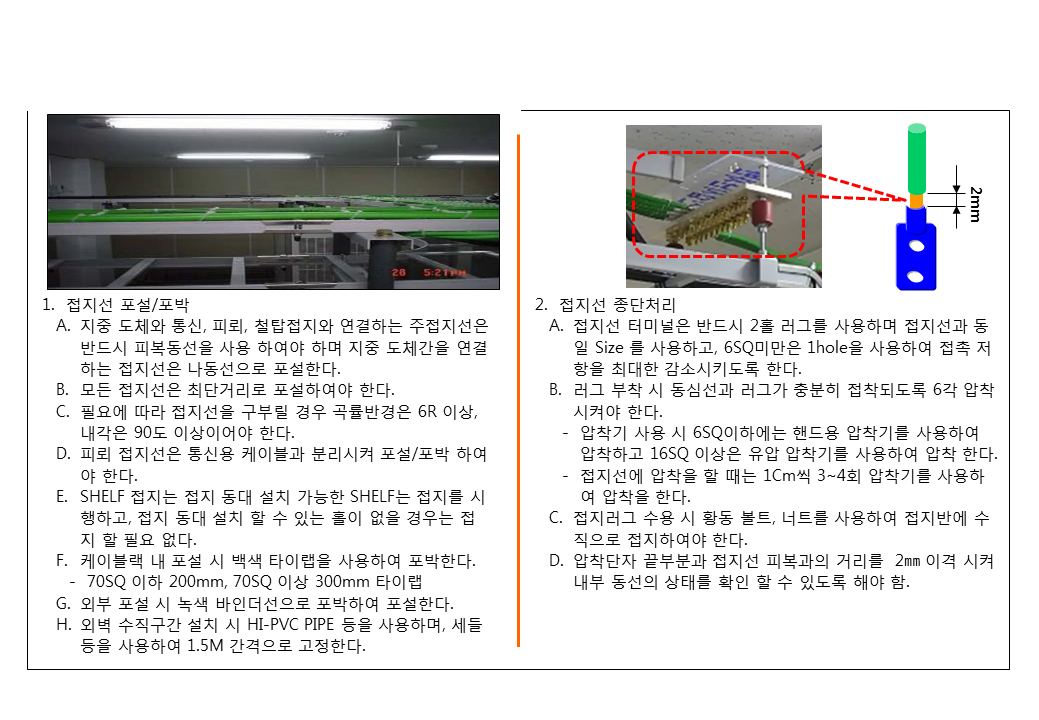 28 5:21PM
1. 접지선 포설/포박
A. 지중 도체와 통신, 피뢰, 철탑접지와 연결하는 주접지선은
반드시 피복동선을 사용 하여야 하며 지중 도체간을 연결
하는 접지선은 나동선으로 포설한다.
B. 모든 접지선은 최단거리로 포설하여야 한다.
C. 필요에 따라 접지선을 구부릴 경우 곡률반경은 6R 이상,
내각은 90도 이상이어야 한다.
D. 피뢰 접지선은 통신용 케이블과 분리시켜 포설/포박 하여
야 한다.
E. SHELF 접지는 접지 동대 설치 가능한 SHELF는 접지를 시
행하고, 접지 동대 설치 할 수 있는 홀이 없을 경우는 접
지 할 필요 없다.
F. 케이블랙 내 포설 시 백색 타이랩을 사용하여 포박한다.
- 70SQ 이하 200mm, 70SQ 이상 300mm 타이랩
G. 외부 포설 시 녹색 바인더선으로 포박하여 포설한다.
H. 외벽 수직구간 설치 시 HI-PVC PIPE 등을 사용하며, 세들
등을 사용하여 1.5M 간격으로 고정한다.
2mm
2. 접지선 종단처리
A. 접지선 터미널은 반드시 2홀 러그를 사용하며 접지선과 동
일 Size 를 사용하고, 6SQ미만은 1hole을 사용하여 접촉 저
항을 최대한 감소시키도록 한다.
B. 러그 부착 시 동심선과 러그가 충분히 접착되도록 6각 압착
시켜야 한다.
- 압착기 사용 시 6SQ이하에는 핸드용 압착기를 사용하여
압착하고 16SQ 이상은 유압 압착기를 사용하여 압착 한다.
- 접지선에 압착을 할 때는 1Cm씩 3~4회 압착기를 사용하
여 압착을 한다.
C. 접지러그 수용 시 황동 볼트, 너트를 사용하여 접지반에 수
직으로 접지하여야 한다.
D. 압착단자 끝부분과 접지선 피복과의 거리를 2㎜ 이격 시켜
내부 동선의 상태를 확인 할 수 있도록 해야 함.